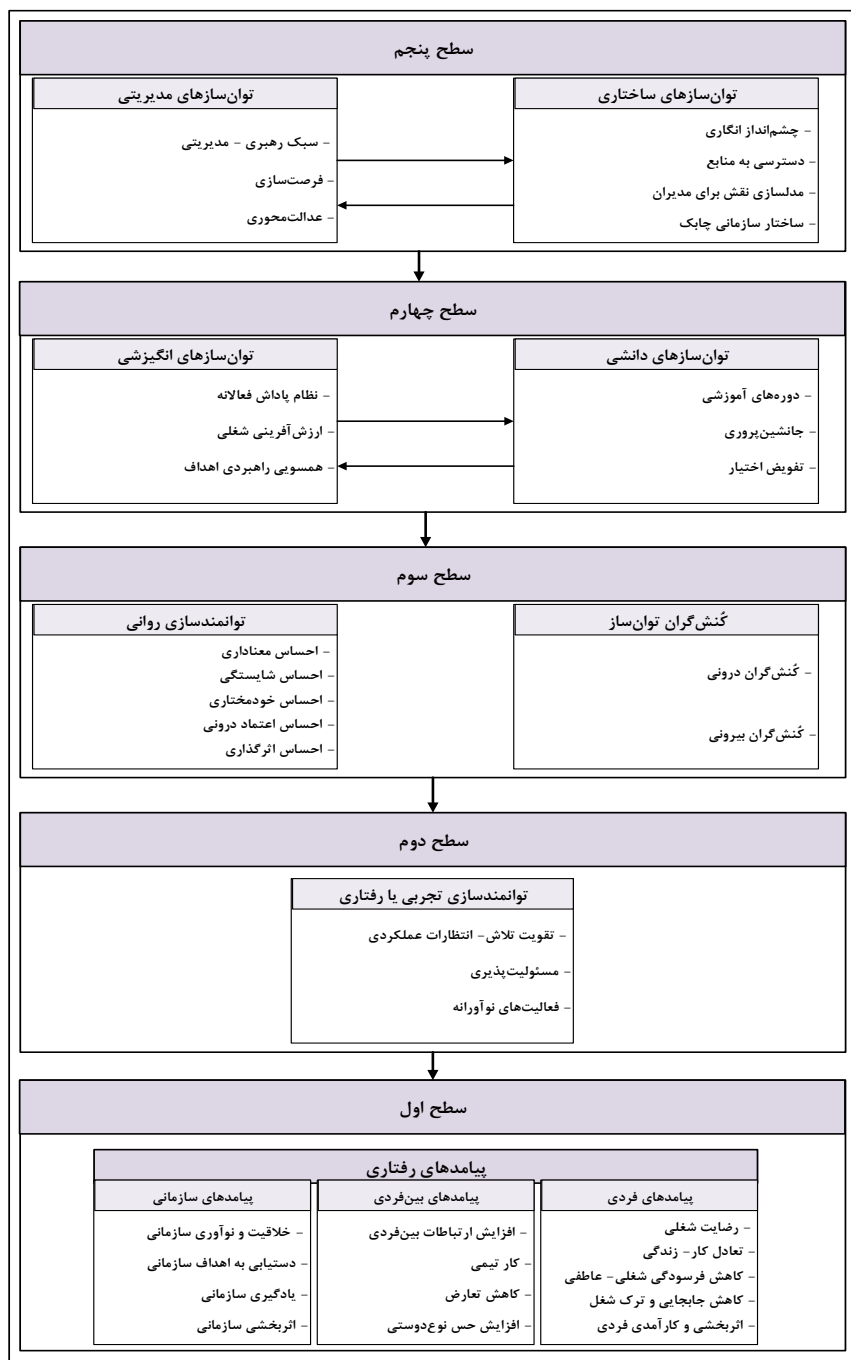 سطح پنجم
توان‌سازهای ساختاری
- چشم‌انداز انگاری
- دسترسی به منابع
- مدلسازی نقش برای مدیران
- ساختار سازمانی چابک
توان‌سازهای مدیریتی
- سبک رهبری - مدیریتی
- فرصت‌سازی
- عدالت‌محوری
سطح چهارم
توان‌سازهای دانشی
- دوره‌های آموزشی
- جانشین‌پروری
- تفویض اختیار
توان‌سازهای انگیزشی
- نظام پاداش فعالانه
- ارزش‌آفرینی شغلی
- همسویی راهبردی اهداف
سطح سوم
کُنش‌گران توان‌ساز
- کُنش‌گران درونی
- کُنش‌گران بیرونی
توانمندسازی روانی
- احساس معناداری
- احساس شایستگی
- احساس خودمختاری
- احساس اعتماد درونی
- احساس اثرگذاری
سطح دوم
توانمندسازی تجربی یا رفتاری
- تقویت تلاش- انتظارات عملکردی
- مسئولیت‌پذیری
- فعالیت‌های نوآورانه
سطح اول
پیامدهای رفتاری
پیامدهای فردی
- رضایت شغلی
- تعادل کار- زندگی
- کاهش فرسودگی شغلی- عاطفی
- کاهش جابجایی و ترک شغل
- اثربخشی و کارآمدی فردی
پیامدهای بین‌فردی
- افزایش ارتباطات بین‌فردی
- کار تیمی
- کاهش تعارض
- افزایش حس نوع‌دوستی
پیامدهای سازمانی
- خلاقیت و نوآوری سازمانی
- دستیابی به اهداف سازمانی
- یادگیری سازمانی
- اثربخشی سازمانی